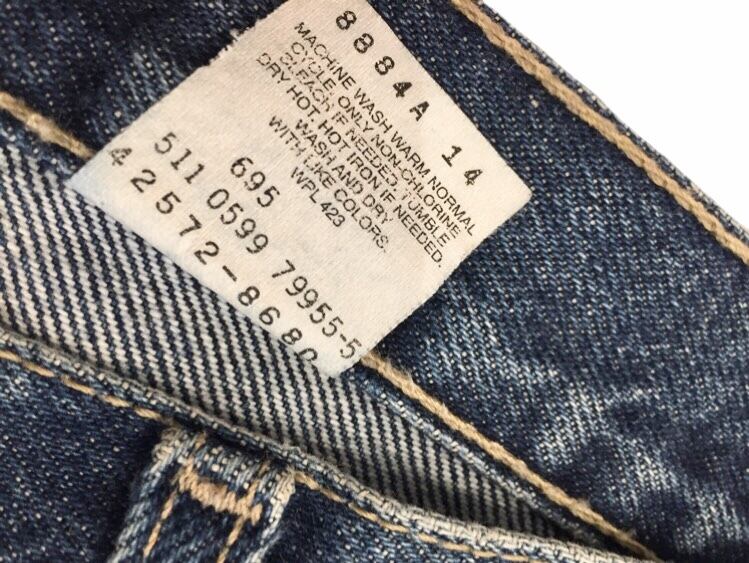 8884A 14
MACHINE WASH WARM NORMAL
CYCLE. ONLY NON-CHLORINE
BLEACH IF NEEDED. TUMBLE
DRY HOT. HOT IRON IF NEEDED.
WASH AND DRY
WITH LIKE COLORS.
WPL 423
695
511 0599 79955-5
42572-8680